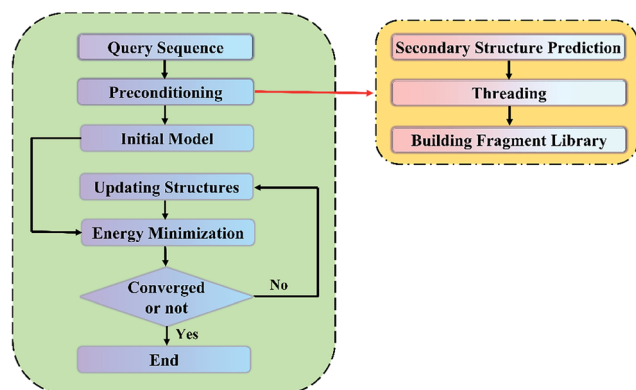 Query Sequence
Preconditioning
Initial Model
Updating Structures
Energy Minimization
Converged
or not
No
Yes
End
Secondary Structure Prediction
Threading
Building Fragment Library